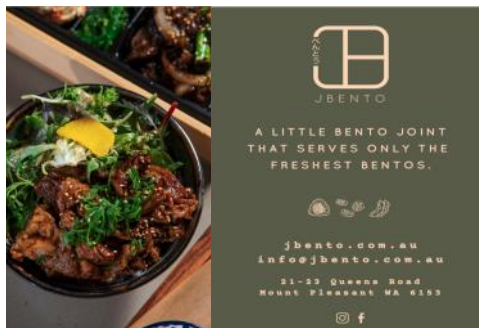 JBENTO
A LITTLE BENTO JOINT
THAT SERVES ONLY THE
FRESHEST BENTOS.
jbento.com.au
info@jbento.com.au
21-23 Queens Road
Mount Pleasant WA 6153